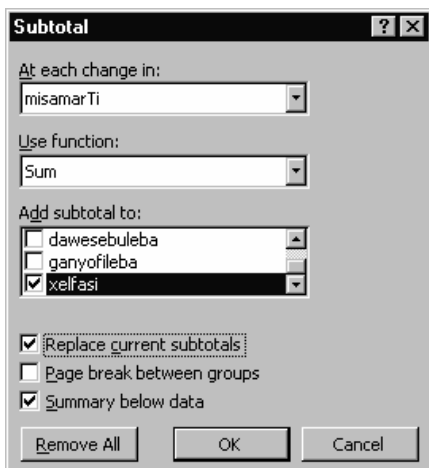 Subtotal
At each change in:
misamarTi
Use function:
Sum
Add subtotal to:
dawesebuleba
ganyofileba
xelfasi
Replace current subtotals
Page break between groups
Summary below data
Remove All OK Cancel